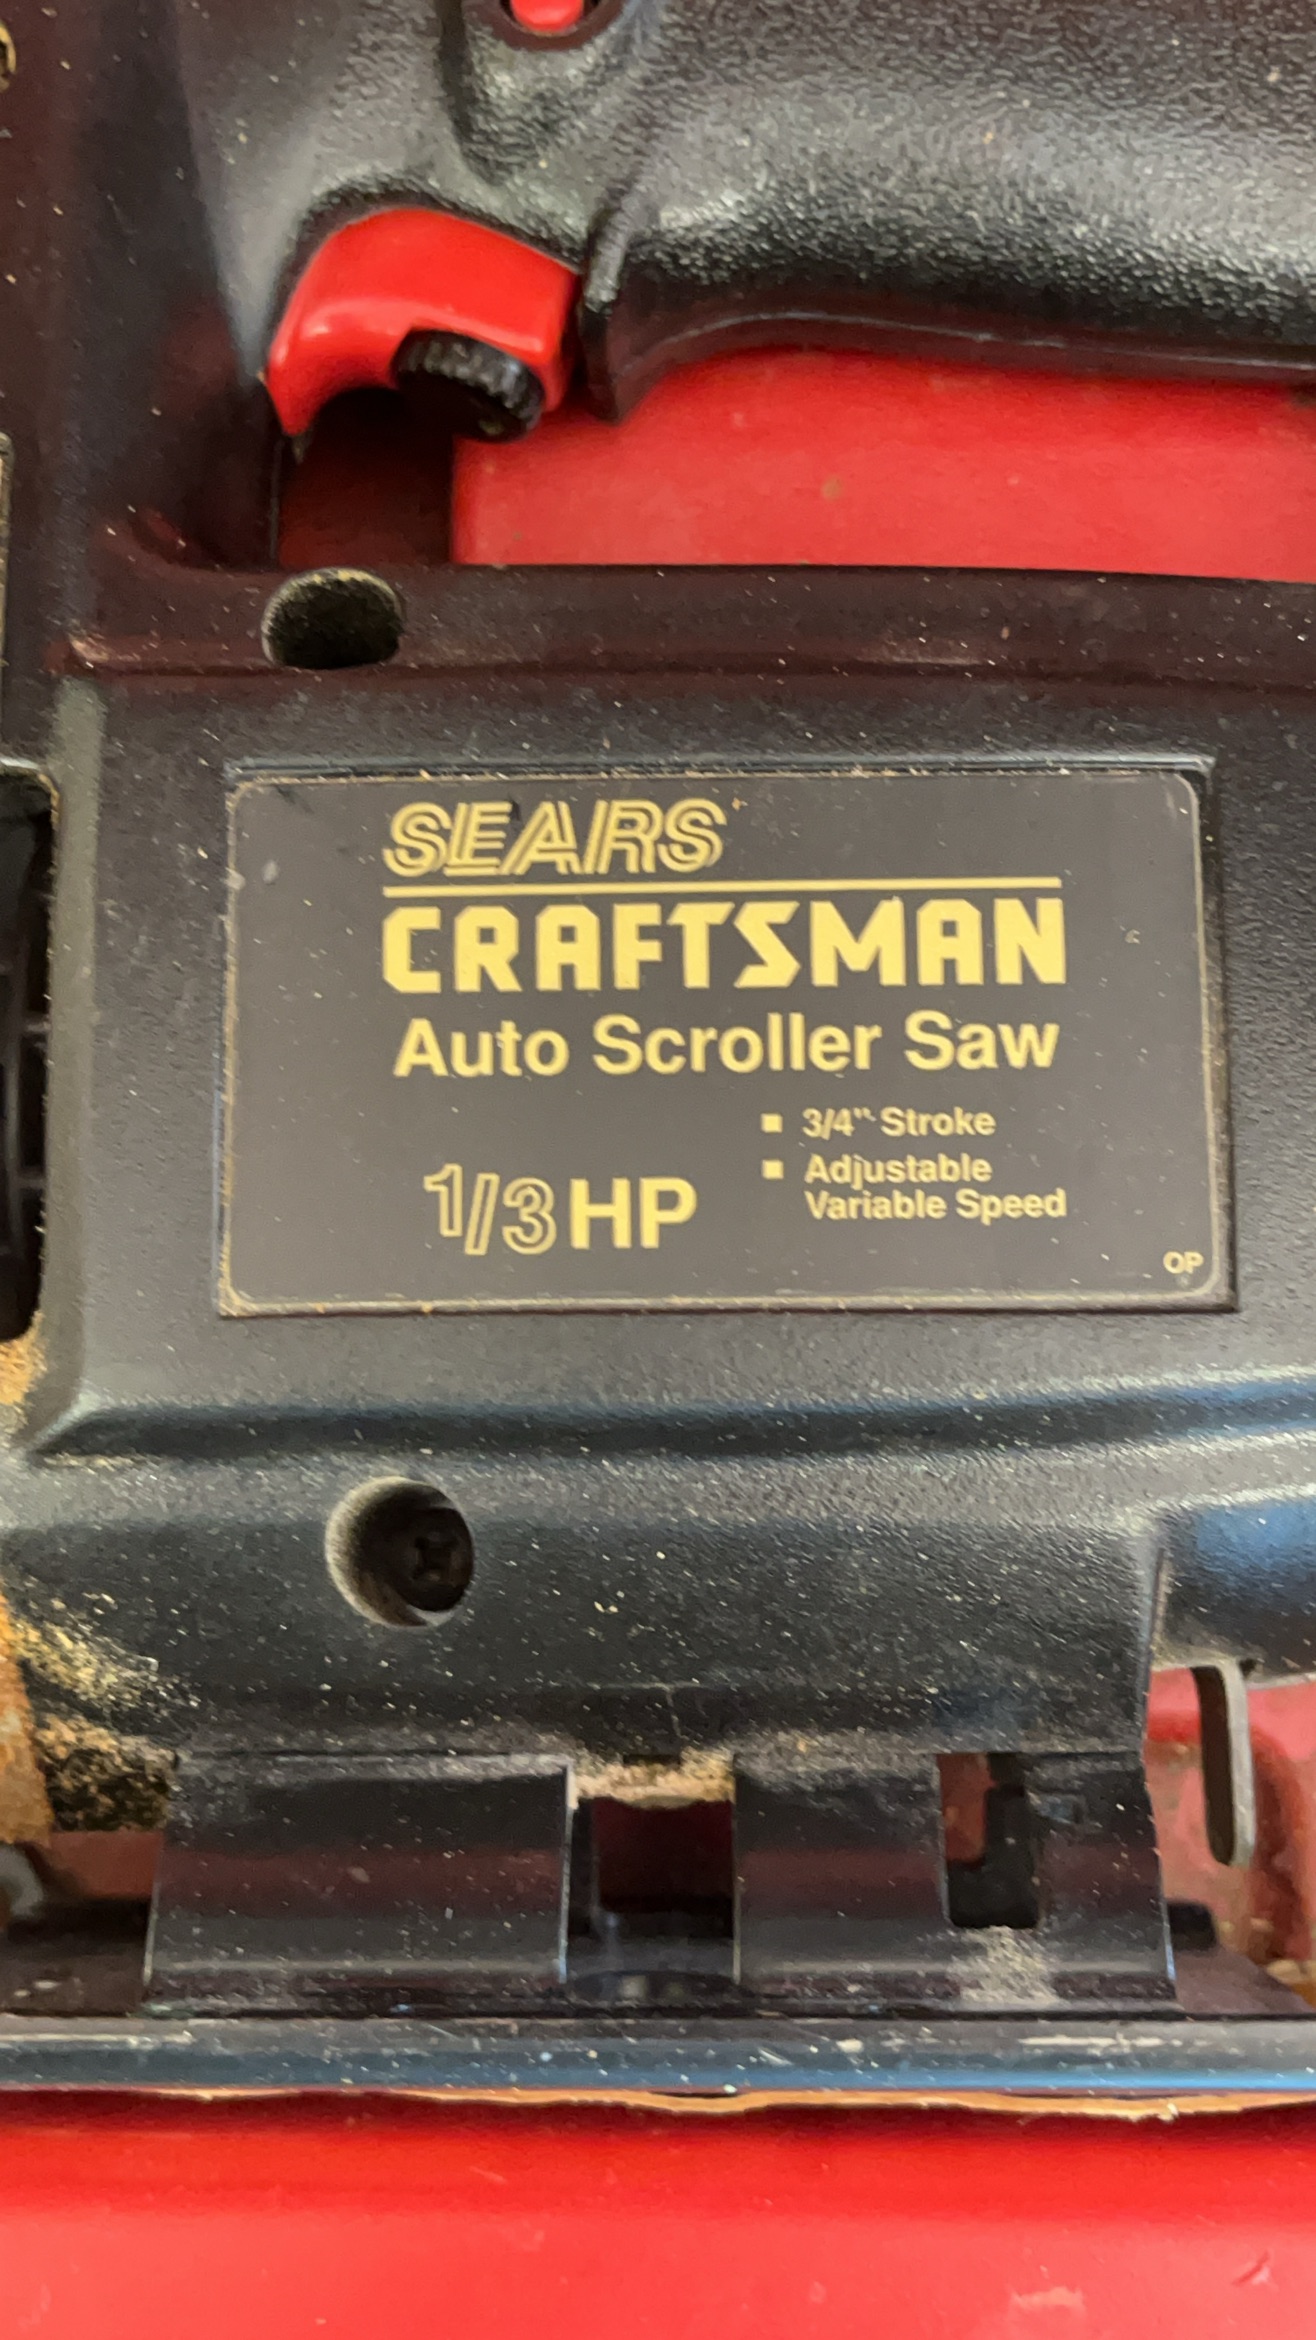 SEARS
CRAFTSMAN
Auto Scroller Saw
▪ 3/4" Stroke
▪ Adjustable
Variable Speed
1/3 HP
OP